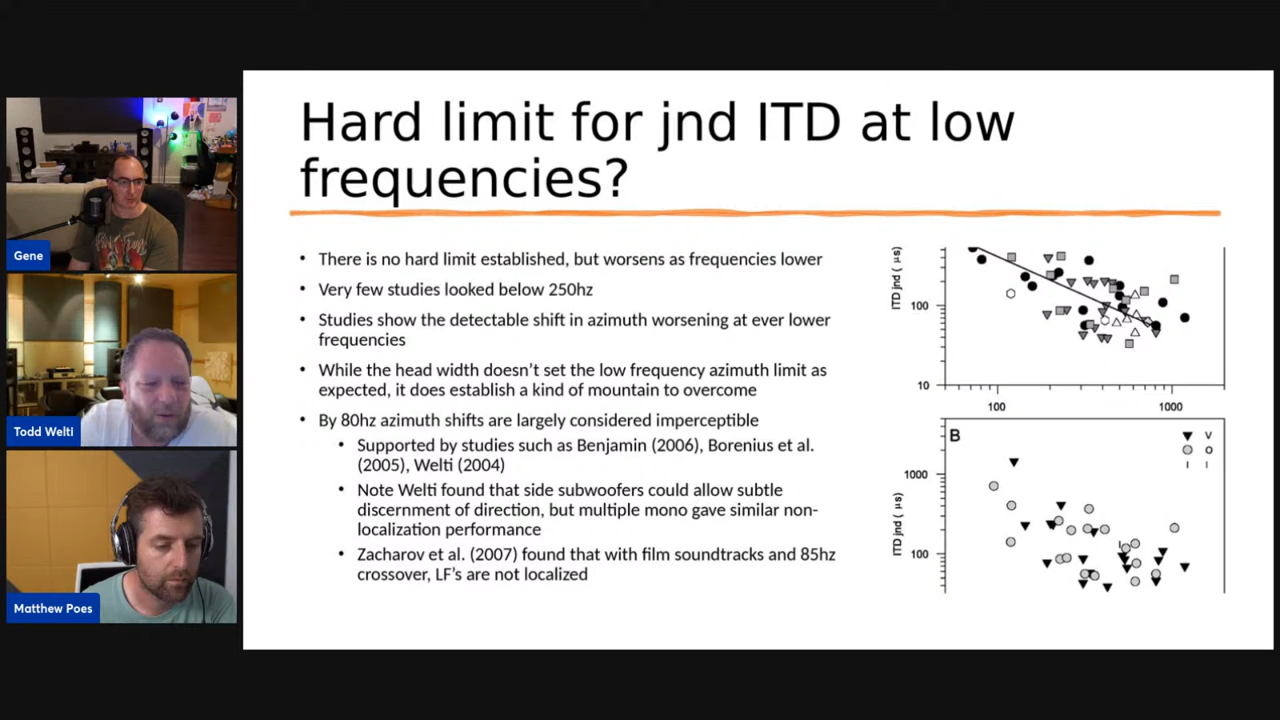 Hard limit for jnd ITD at low
frequencies?
• There is no hard limit established, but worsens as frequencies lower
• Very few studies looked below 250hz
• Studies show the detectable shift in azimuth worsening at ever lower
frequencies
• While the head width doesn't set the low frequency azimuth limit as
expected, it does establish a kind of mountain to overcome
• By 80hz azimuth shifts are largely considered imperceptible
• Supported by studies such as Benjamin (2006), Borenius et al.
(2005), Welti (2004)
• Note Welti found that side subwoofers could allow subtle
discernment of direction, but multiple mono gave similar non-
localization performance
• Zacharov et al. (2007) found that with film soundtracks and 85hz
crossover, LF's are not localized
ITD jnd ( µs)
100
10
100
1000
B
V
O
I I
1000
ITD jnd ( µs)
100
Gene
Todd Welti
Matthew Poes